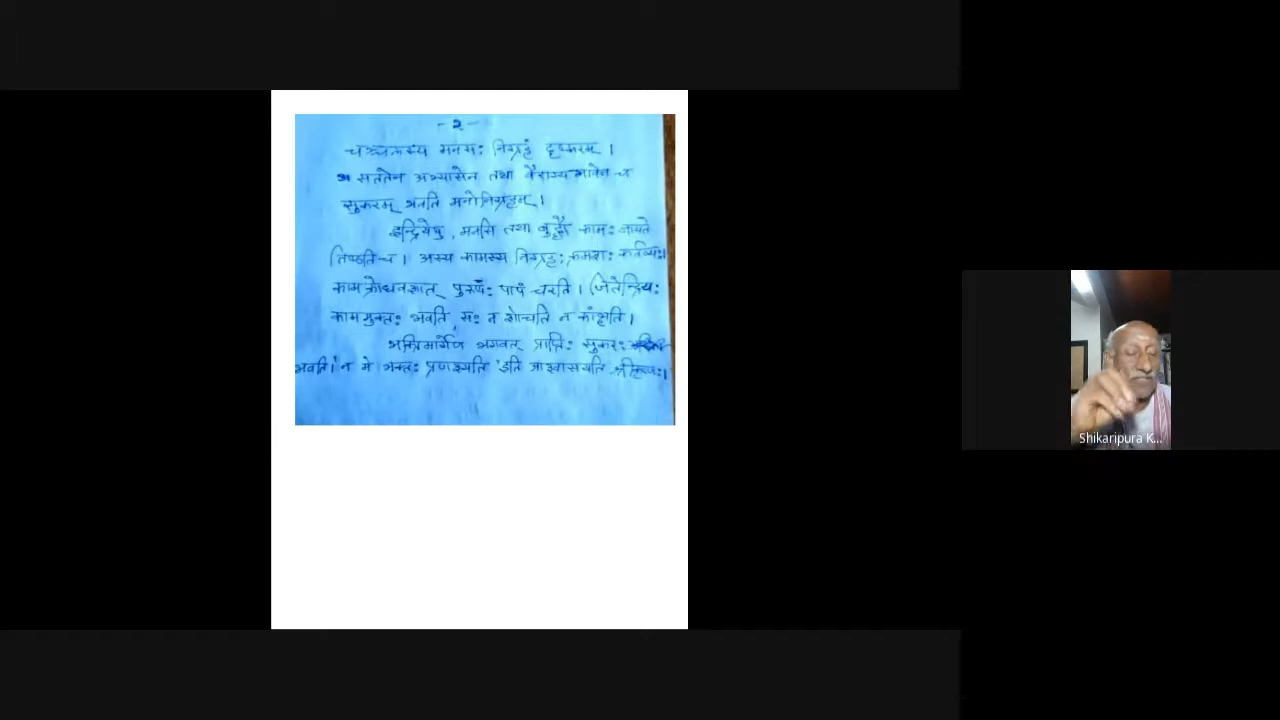 - २ -
चञ्चलस्य मनसः निग्रहं दुष्करम् ।
सततेन अभ्यासेन तथा वैराग्यभावेन च
सुकरम् भवति मनोनिग्रहम् ।
इन्द्रियेषु, मनसि तथा बुद्धौ कामः जायते
तिष्ठति च । अस्य कामस्य निग्रहः क्रमशः कर्तव्यः।
कामक्रोधवशात् पुरुषः पापं चरति । जितेन्द्रियः
काममुक्तः भवति, सः न शोचति न कांक्षति ।
भक्तिमार्गेण भगवत् प्राप्तिः सुकरः
भवति। 'न मे भक्तः प्रणश्यति' इति आश्वासयति श्रीकृष्णः।
Shikaripura K...